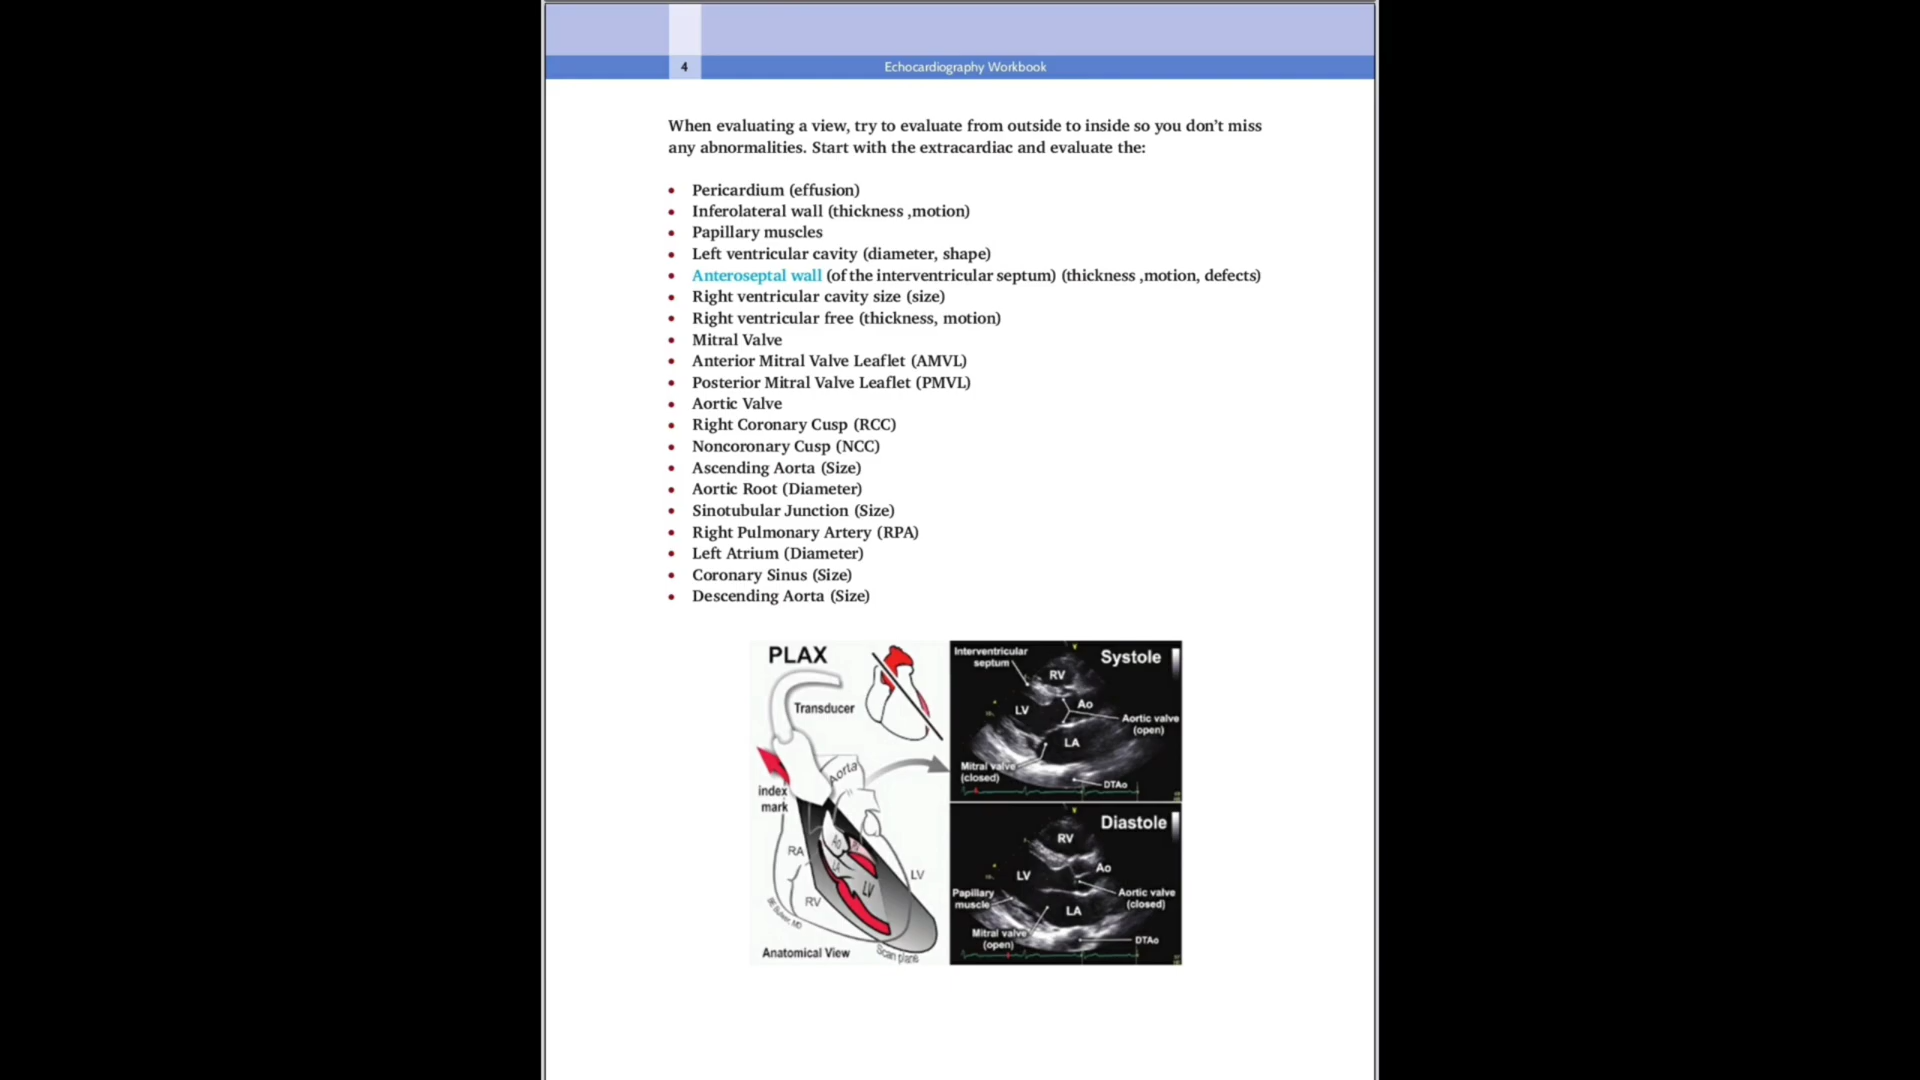 4
Echocardiography Workbook
When evaluating a view, try to evaluate from outside to inside so you don't miss
any abnormalities. Start with the extracardiac and evaluate the:
• Pericardium (effusion)
• Inferolateral wall (thickness ,motion)
• Papillary muscles
• Left ventricular cavity (diameter, shape)
• Anteroseptal wall (of the interventricular septum) (thickness ,motion, defects)
• Right ventricular cavity size (size)
• Right ventricular free (thickness, motion)
• Mitral Valve
• Anterior Mitral Valve Leaflet (AMVL)
• Posterior Mitral Valve Leaflet (PMVL)
• Aortic Valve
• Right Coronary Cusp (RCC)
• Noncoronary Cusp (NCC)
• Ascending Aorta (Size)
• Aortic Root (Diameter)
• Sinotubular Junction (Size)
• Right Pulmonary Artery (RPA)
• Left Atrium (Diameter)
• Coronary Sinus (Size)
• Descending Aorta (Size)
PLAX
Transducer
index
mark
Aorta
RA
RV
Ao
LA
LV
LV
BE Bulwer, MD
Anatomical View
Scan plane
Interventricular
septum
Systole
RV
LV
Ao
Aortic valve
(open)
LA
Mitral valve
(closed)
DTAo
Diastole
RV
LV
Ao
Papillary
muscle
Aortic valve
(closed)
LA
Mitral valve
(open)
DTAo